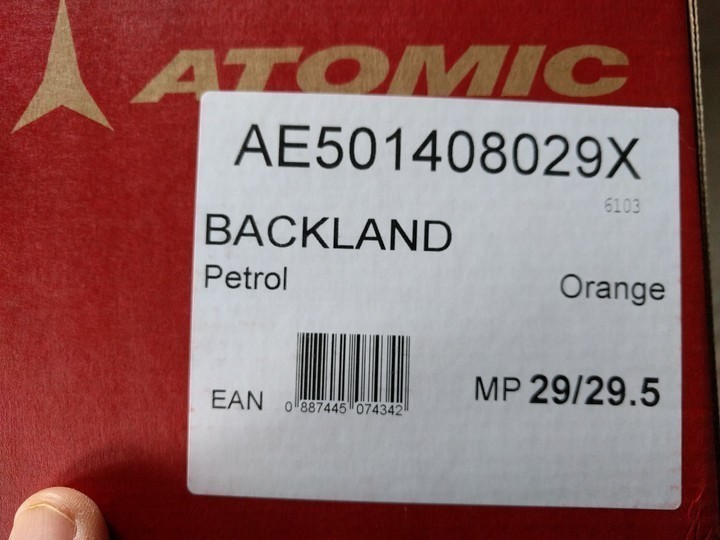 ATOMIC
AE501408029X
6103
BACKLAND
Petrol Orange
EAN 0 887445 074342 MP 29/29.5